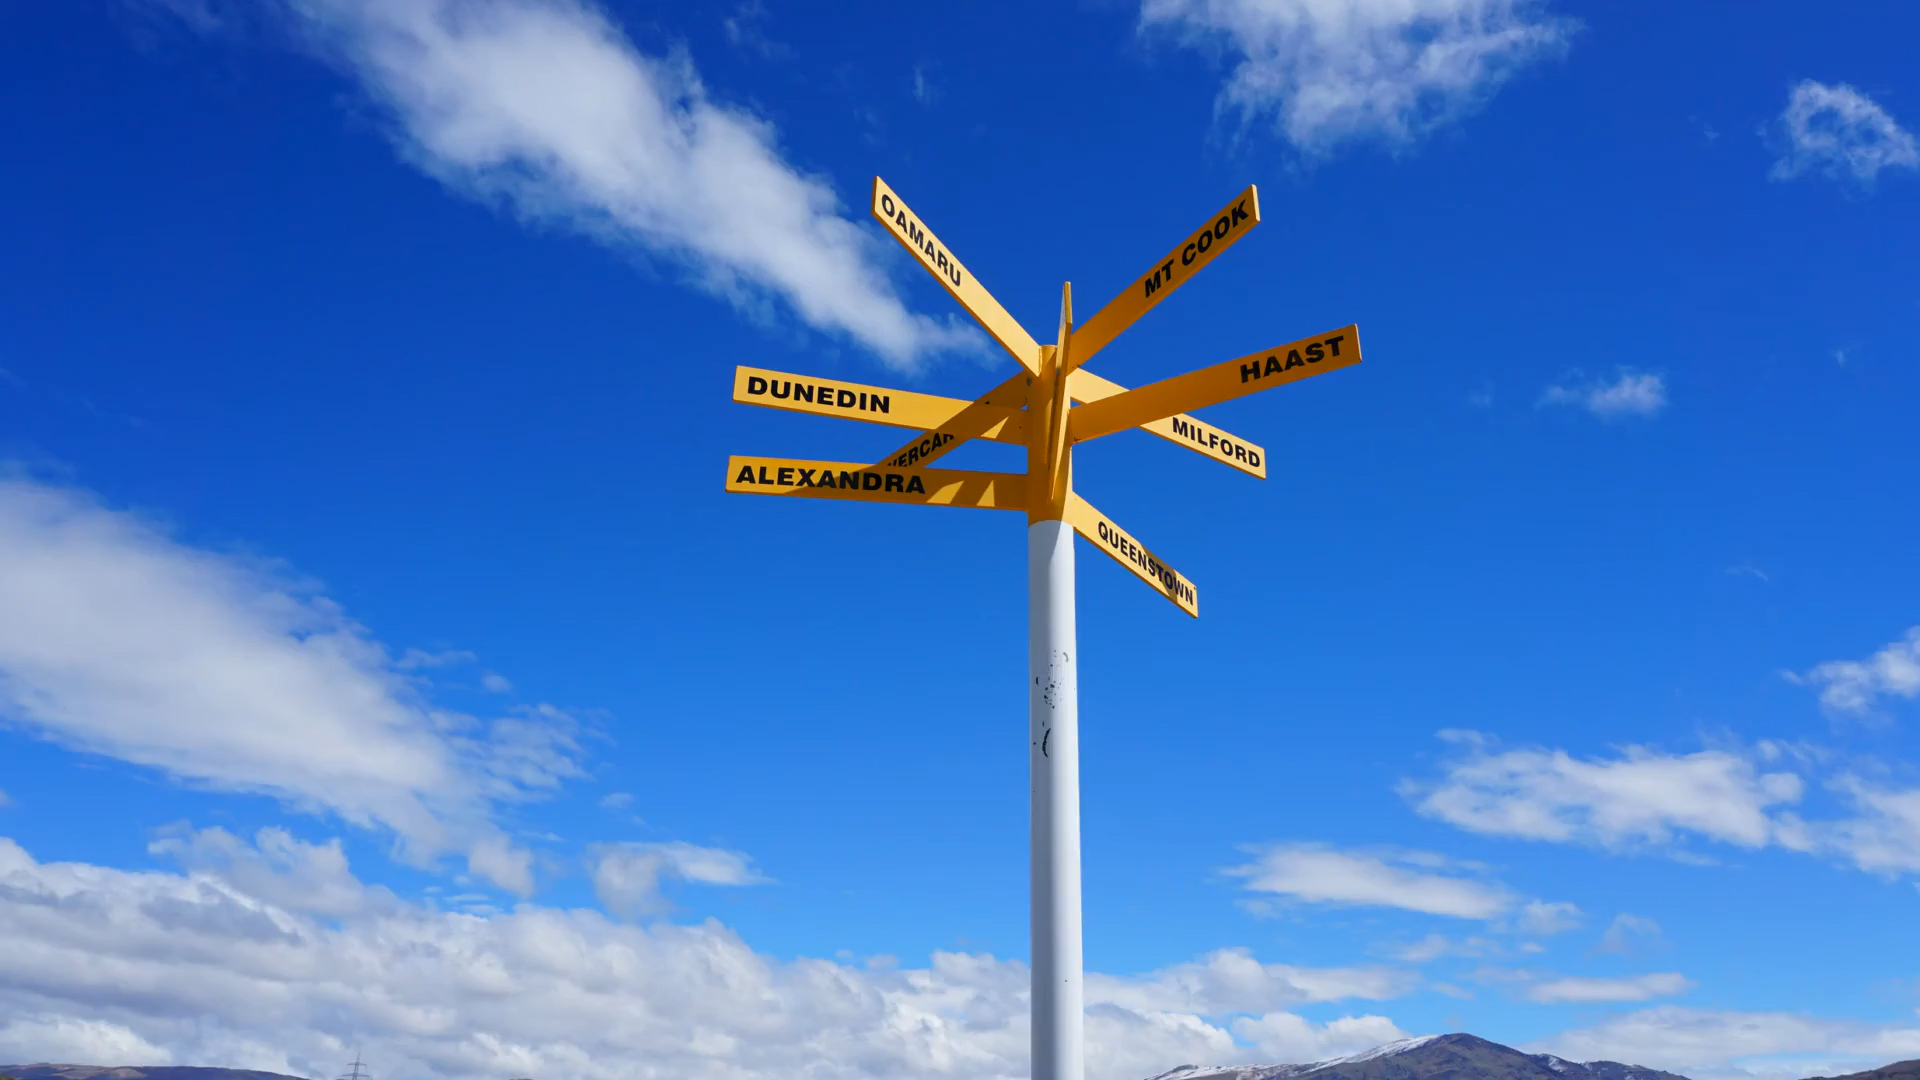 OAMARU
MT COOK
HAAST
DUNEDIN
MILFORD
ALEXANDRA
QUEENSTOWN